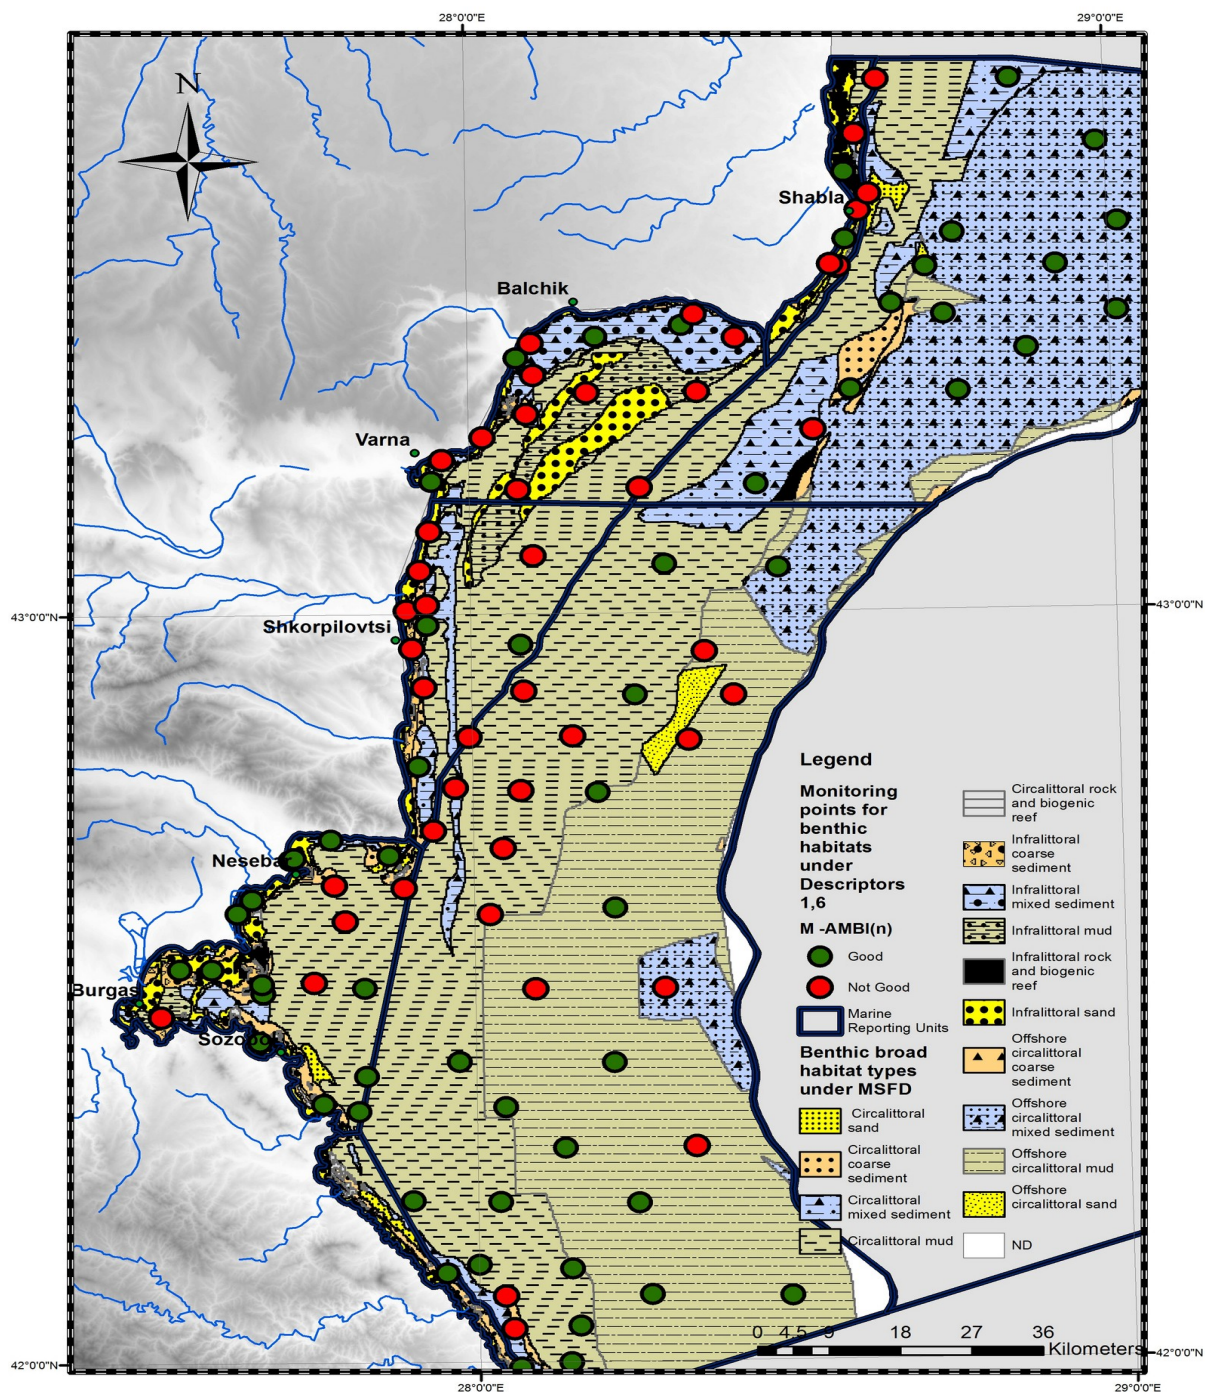 28°0'0"E
29°0'0"E
N
Shabla
Balchik
Varna
43°0'0"N
43°0'0"N
Shkorpilovtsi
Nesebar
Burgas
Sozopol
Legend
Monitoring
points for
benthic
habitats
under
Descriptors
1,6
M -AMBI(n)
Good
Not Good
Marine
Reporting Units
Benthic broad
habitat types
under MSFD
Circalittoral
sand
Circalittoral
coarse
sediment
Circalittoral
mixed sediment
Circalittoral mud
Circalittoral rock
and biogenic
reef
Infralittoral
coarse
sediment
Infralittoral
mixed sediment
Infralittoral mud
Infralittoral rock
and biogenic
reef
Infralittoral sand
Offshore
circalittoral
coarse
sediment
Offshore
circalittoral
mixed sediment
Offshore
circalittoral mud
Offshore
circalittoral sand
ND
0 4.5 9 18 27 36
Kilometers
42°0'0"N
42°0'0"N
28°0'0"E
29°0'0"E